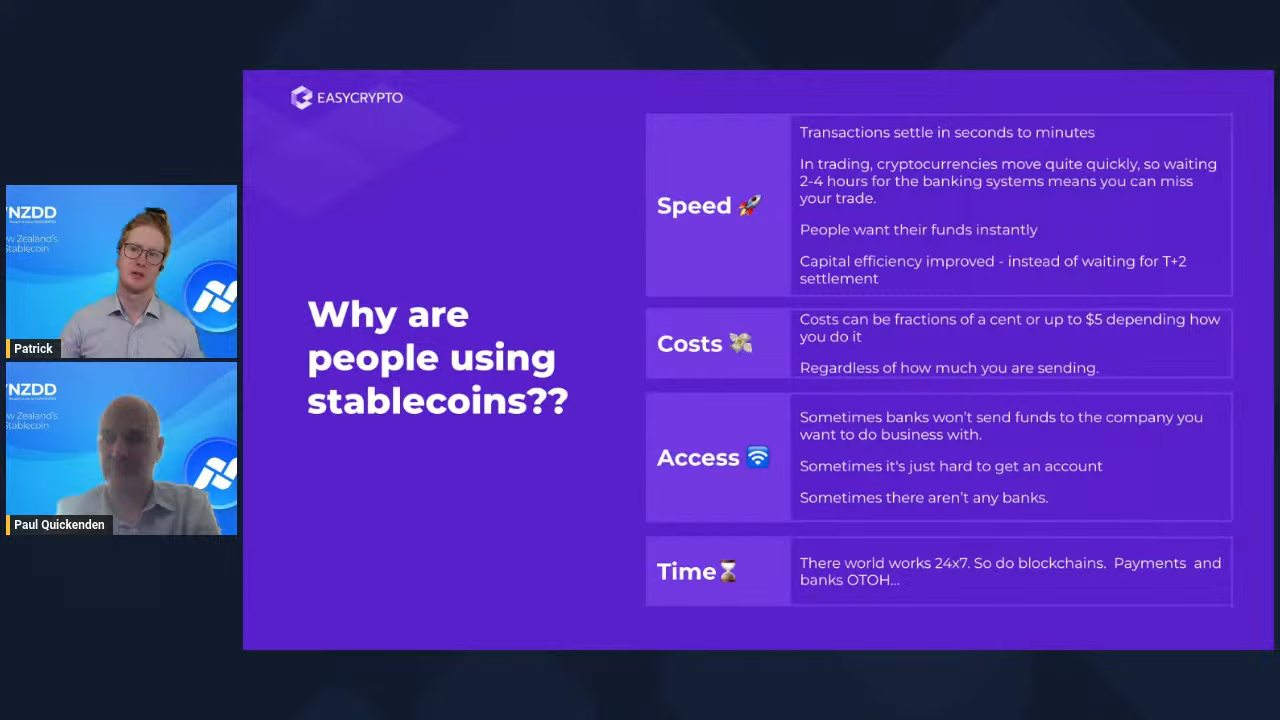 EASYCRYPTO
Why are
people using
stablecoins??
Speed 🚀
Transactions settle in seconds to minutes
In trading, cryptocurrencies move quite quickly, so waiting
2-4 hours for the banking systems means you can miss
your trade.
People want their funds instantly
Capital efficiency improved - instead of waiting for T+2
settlement
Costs 💸
Costs can be fractions of a cent or up to $5 depending how
you do it
Regardless of how much you are sending.
Access 🛜
Sometimes banks won't send funds to the company you
want to do business with.
Sometimes it's just hard to get an account
Sometimes there aren't any banks.
Time⏳
There world works 24x7. So do blockchains. Payments and
banks OTOH...
NZDD
w Zealand's
Stablecoin
Patrick
NZDD
w Zealand's
Stablecoin
Paul Quickenden